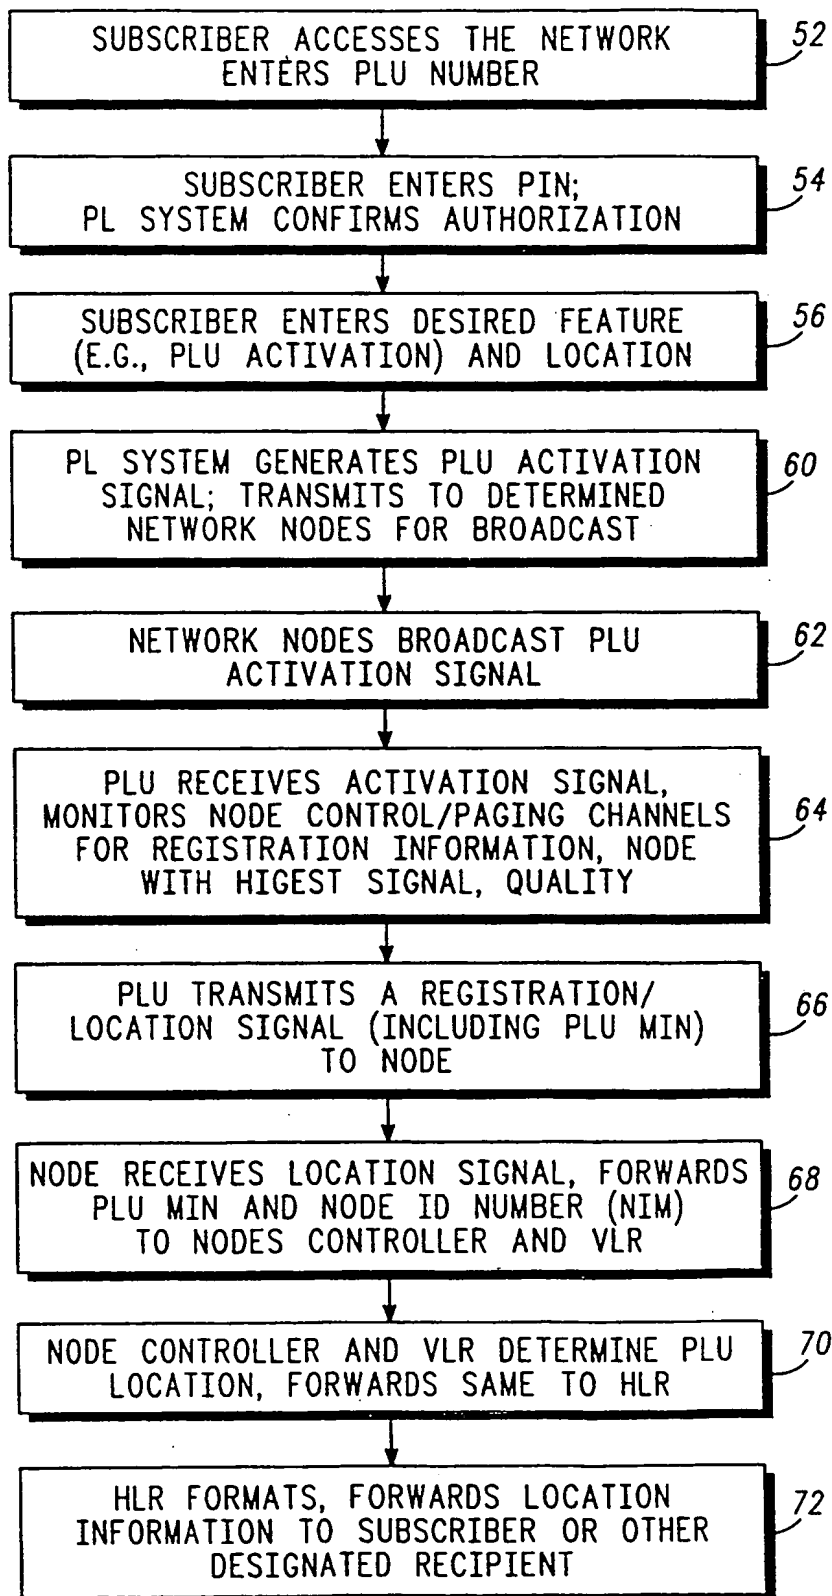 SUBSCRIBER ACCESSES THE NETWORK
ENTERS PLU NUMBER
52
SUBSCRIBER ENTERS PIN;
PL SYSTEM CONFIRMS AUTHORIZATION
54
SUBSCRIBER ENTERS DESIRED FEATURE
(E.G., PLU ACTIVATION) AND LOCATION
56
PL SYSTEM GENERATES PLU ACTIVATION
SIGNAL; TRANSMITS TO DETERMINED
NETWORK NODES FOR BROADCAST
60
NETWORK NODES BROADCAST PLU
ACTIVATION SIGNAL
62
PLU RECEIVES ACTIVATION SIGNAL,
MONITORS NODE CONTROL/PAGING CHANNELS
FOR REGISTRATION INFORMATION, NODE
WITH HIGEST SIGNAL, QUALITY
64
PLU TRANSMITS A REGISTRATION/
LOCATION SIGNAL (INCLUDING PLU MIN)
TO NODE
66
NODE RECEIVES LOCATION SIGNAL, FORWARDS
PLU MIN AND NODE ID NUMBER (NIM)
TO NODES CONTROLLER AND VLR
68
NODE CONTROLLER AND VLR DETERMINE PLU
LOCATION, FORWARDS SAME TO HLR
70
HLR FORMATS, FORWARDS LOCATION
INFORMATION TO SUBSCRIBER OR OTHER
DESIGNATED RECIPIENT
72